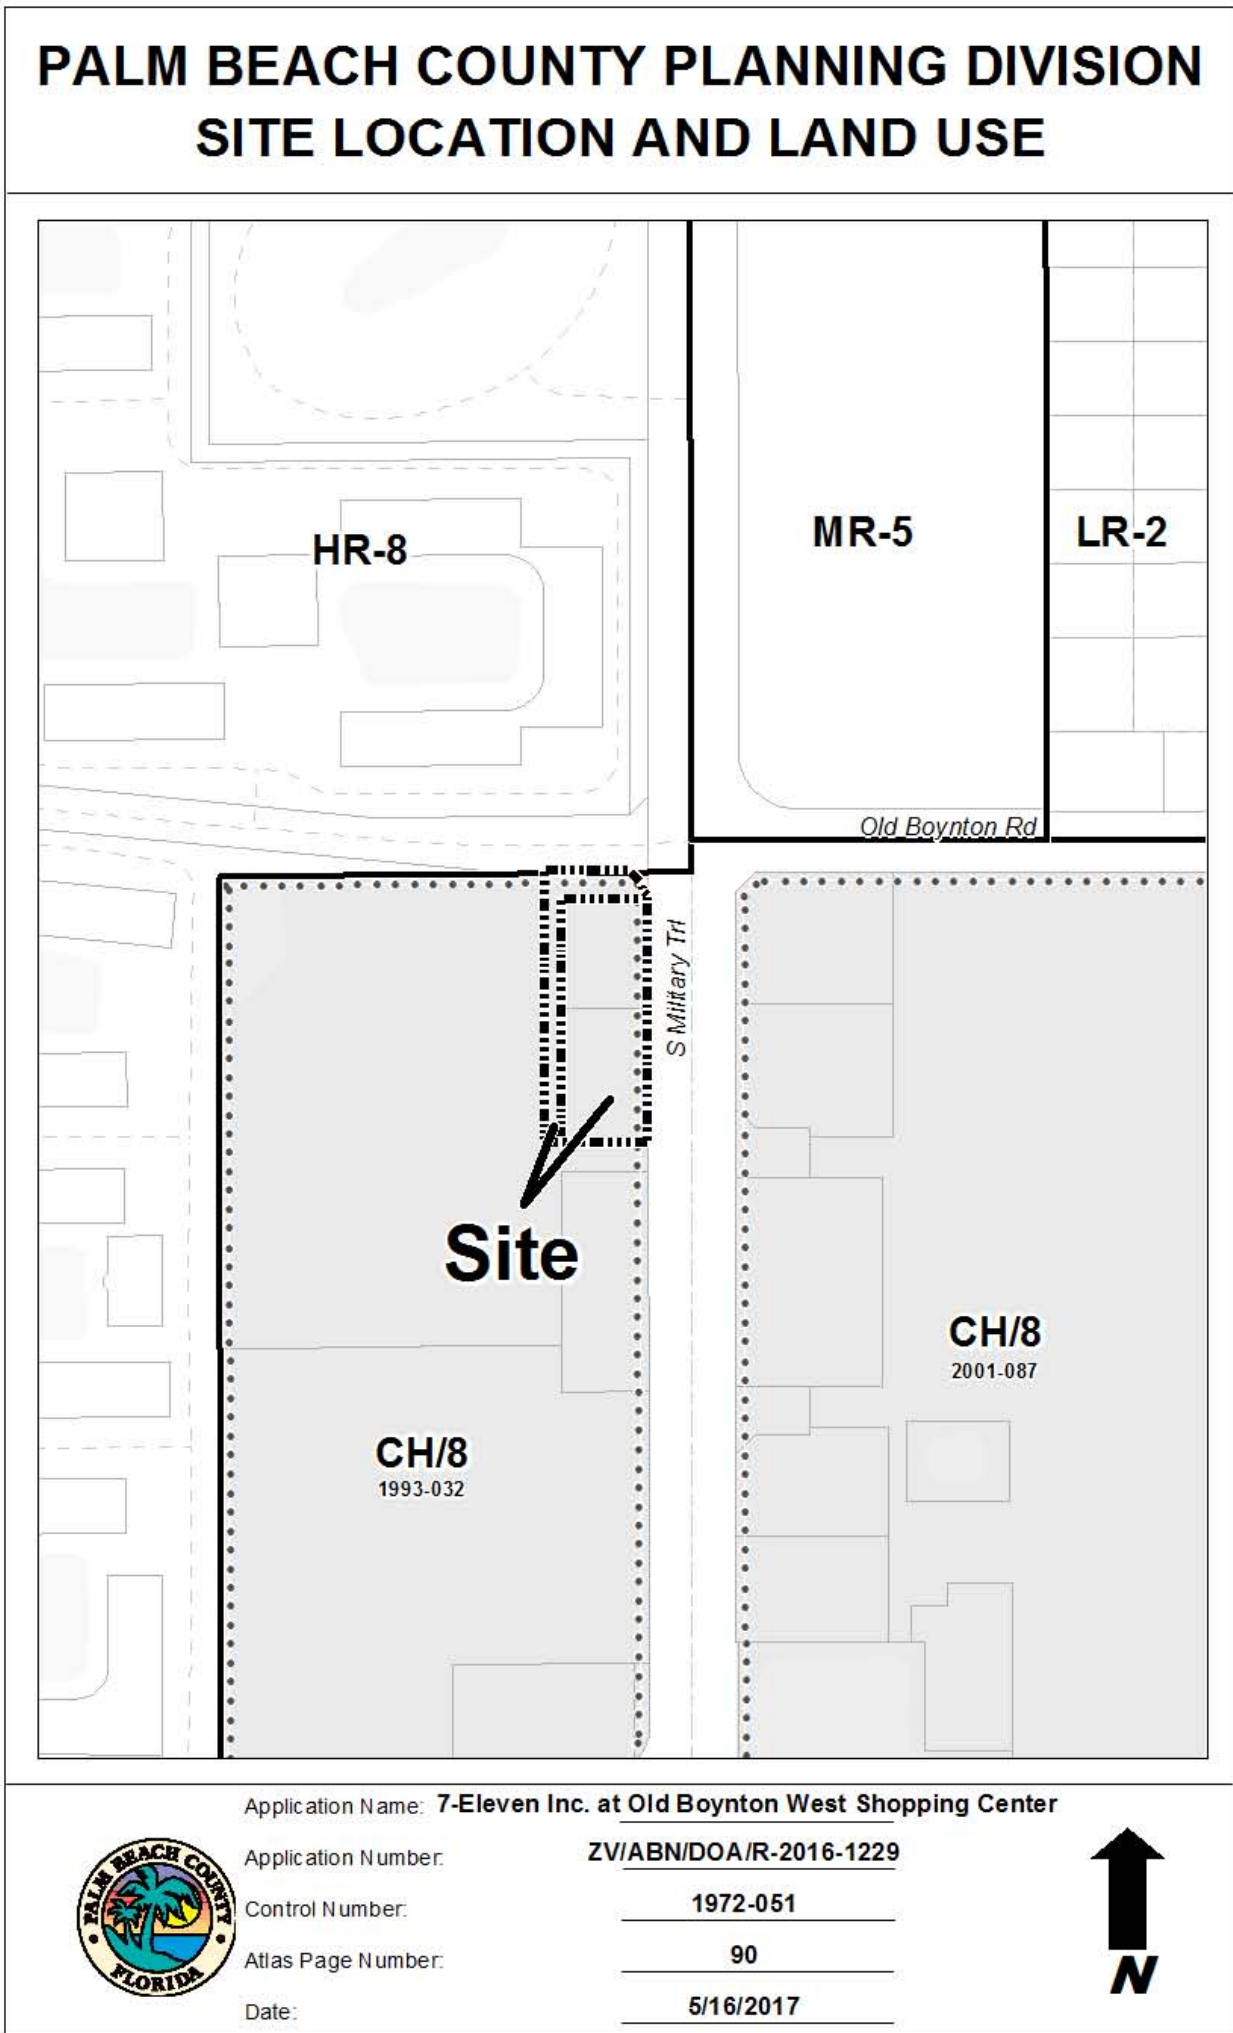 PALM BEACH COUNTY PLANNING DIVISION
SITE LOCATION AND LAND USE
HR-8
MR-5
LR-2
Old Boynton Rd
S Military Trl
Site
CH/8
2001-087
CH/8
1993-032
Application Name: 7-Eleven Inc. at Old Boynton West Shopping Center
Application Number: ZV/ABN/DOA/R-2016-1229
Control Number: 1972-051
Atlas Page Number: 90
Date: 5/16/2017
PALM BEACH COUNTY
FLORIDA
N